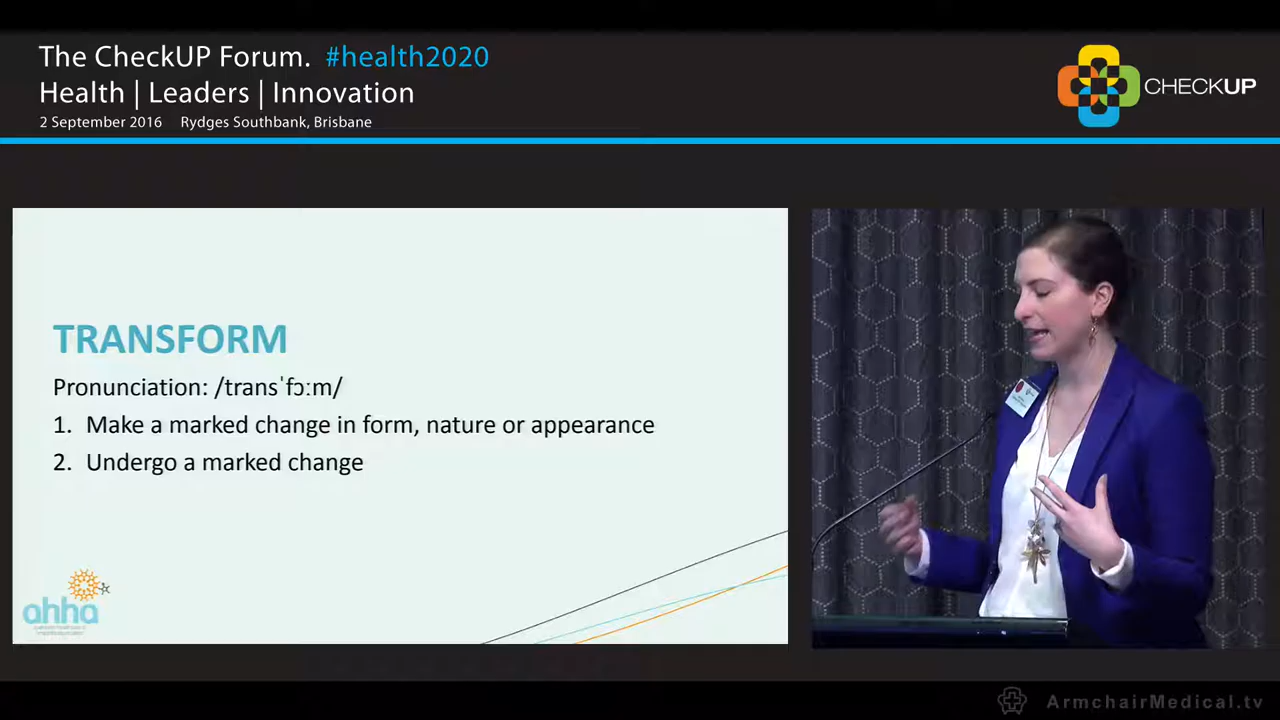 The CheckUP Forum. #health2020
Health | Leaders | Innovation
2 September 2016 Rydges Southbank, Brisbane
CHECKUP
TRANSFORM
Pronunciation: /transˈfɔːm/
1. Make a marked change in form, nature or appearance
2. Undergo a marked change
ahha
ArmchairMedical.tv